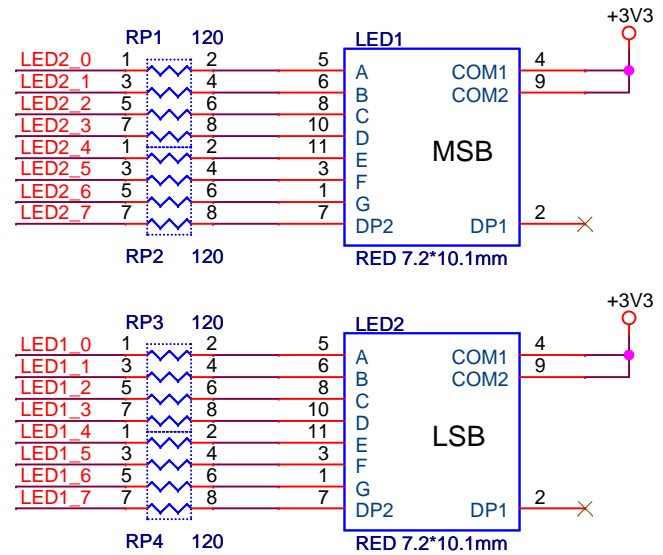 +3V3
RP1 120 LED1
LED2_0 1 2 5 A COM1 4
LED2_1 3 4 6 B COM2 9
LED2_2 5 6 8 C
LED2_3 7 8 10 D
LED2_4 1 2 11 E MSB
LED2_5 3 4 3 F
LED2_6 5 6 1 G
LED2_7 7 8 7 DP2 DP1 2
RP2 120 RED 7.2*10.1mm
+3V3
RP3 120 LED2
LED1_0 1 2 5 A COM1 4
LED1_1 3 4 6 B COM2 9
LED1_2 5 6 8 C
LED1_3 7 8 10 D
LED1_4 1 2 11 E LSB
LED1_5 3 4 3 F
LED1_6 5 6 1 G
LED1_7 7 8 7 DP2 DP1 2
RP4 120 RED 7.2*10.1mm